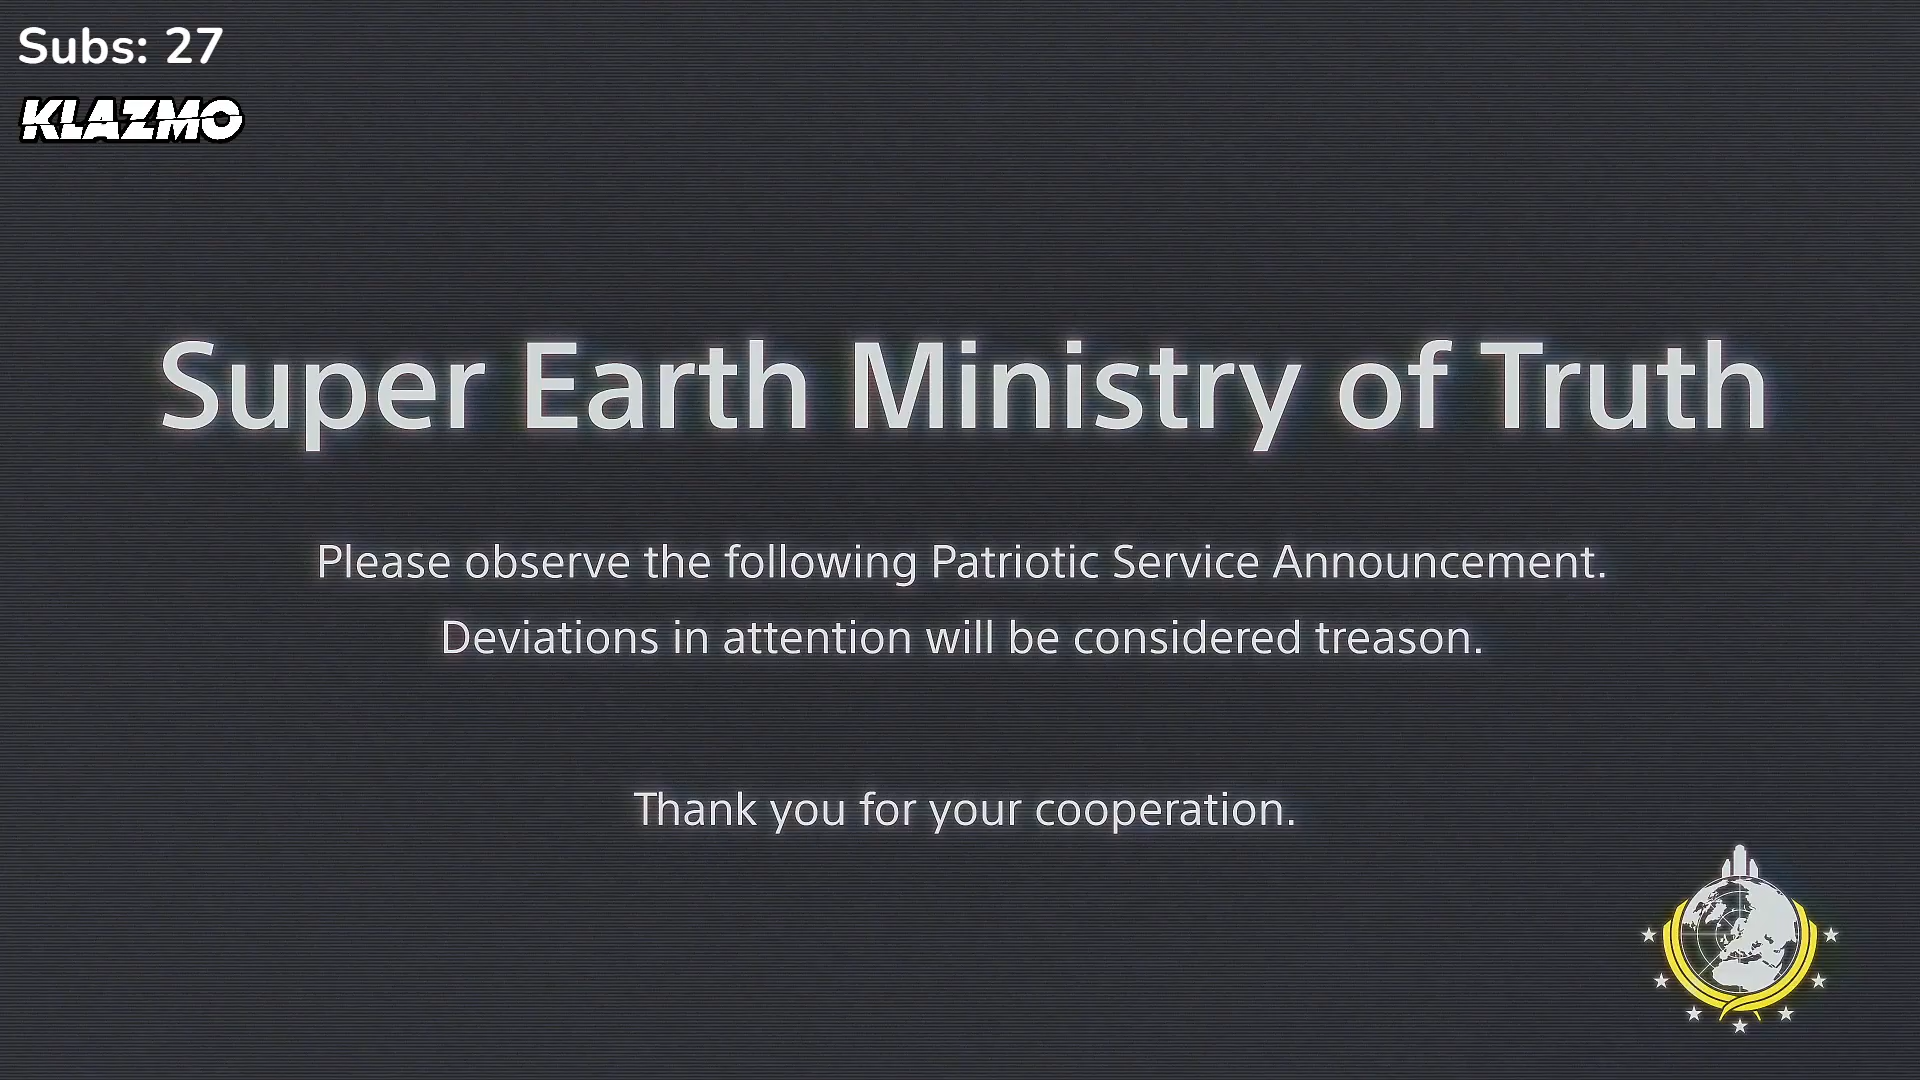 Subs: 27
KLAZMO
Super Earth Ministry of Truth
Please observe the following Patriotic Service Announcement.
Deviations in attention will be considered treason.
Thank you for your cooperation.